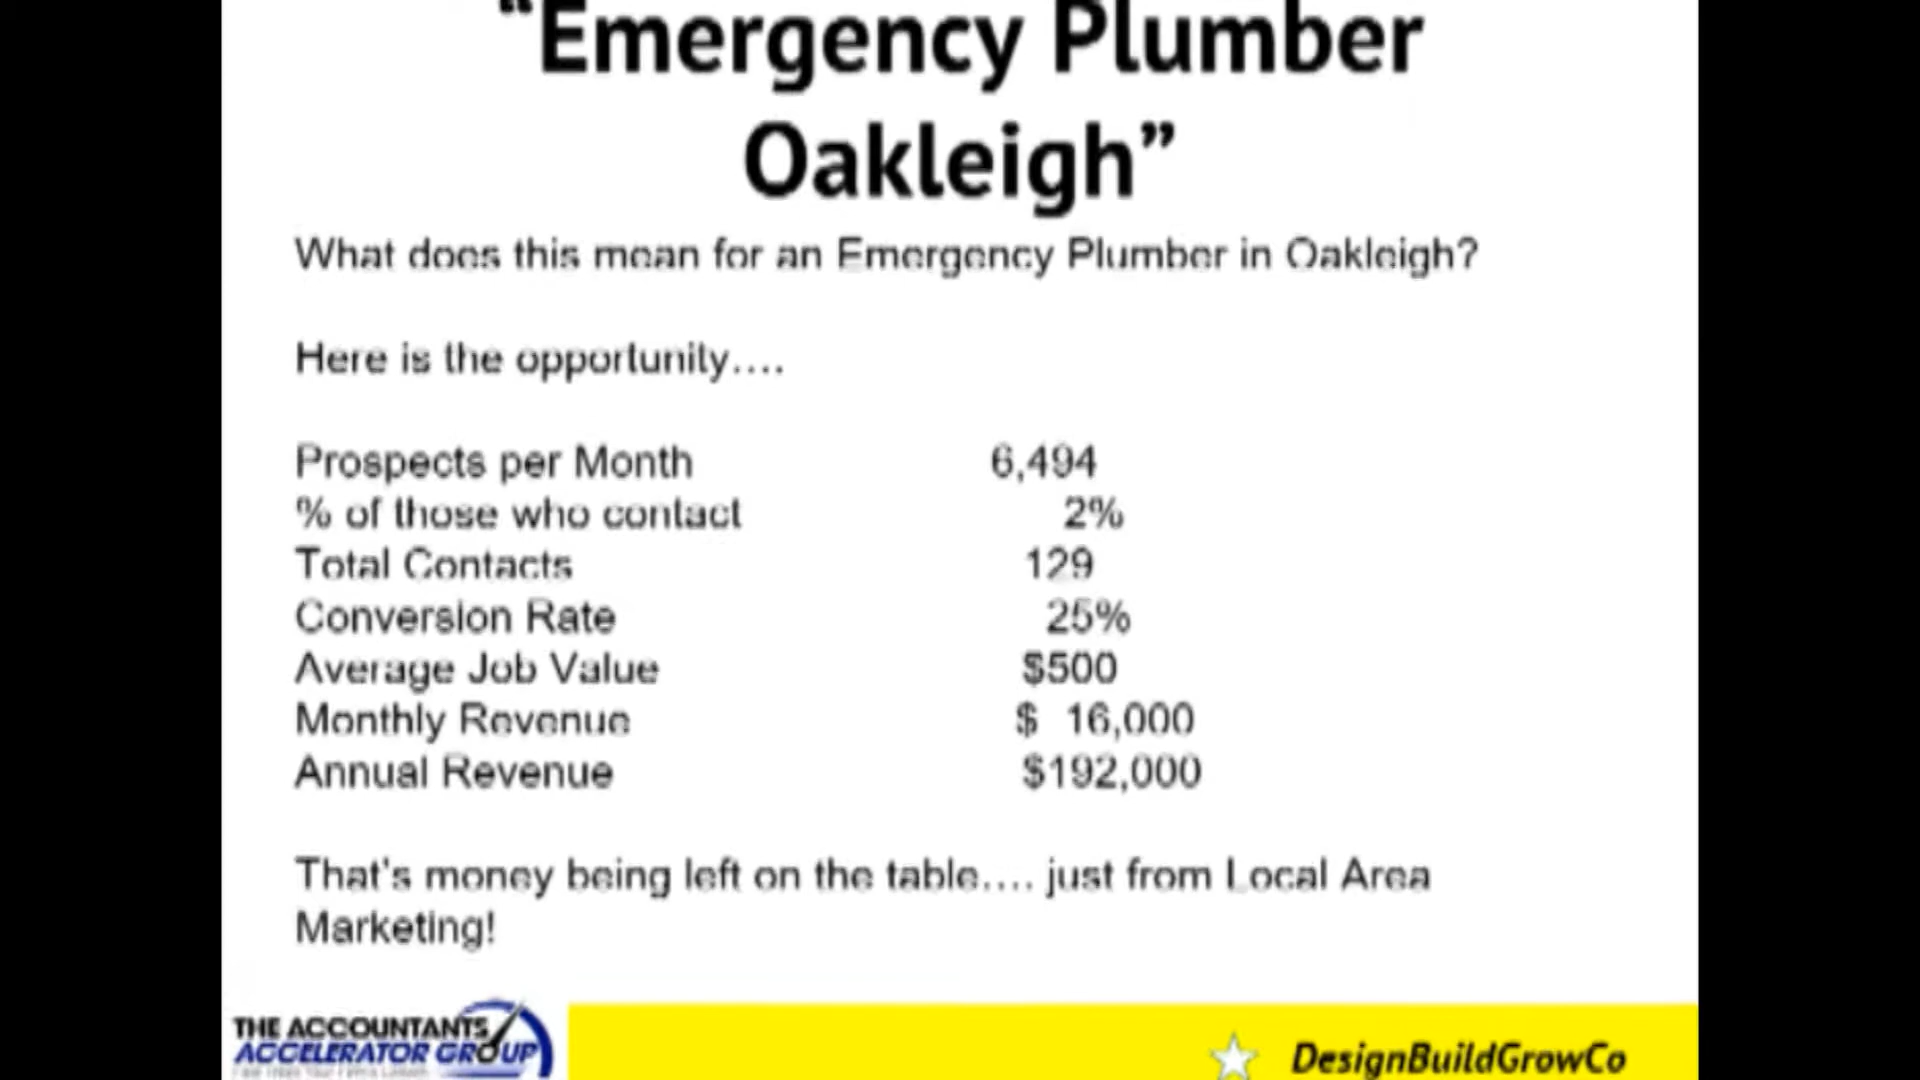 “Emergency Plumber
Oakleigh”
What does this mean for an Emergency Plumber in Oakleigh?
Here is the opportunity....
Prospects per Month 6,494
% of those who contact 2%
Total Contacts 129
Conversion Rate 25%
Average Job Value $500
Monthly Revenue $ 16,000
Annual Revenue $192,000
That's money being left on the table.... just from Local Area
Marketing!
THE ACCOUNTANTS
ACCELERATOR GROUP
DesignBuildGrowCo